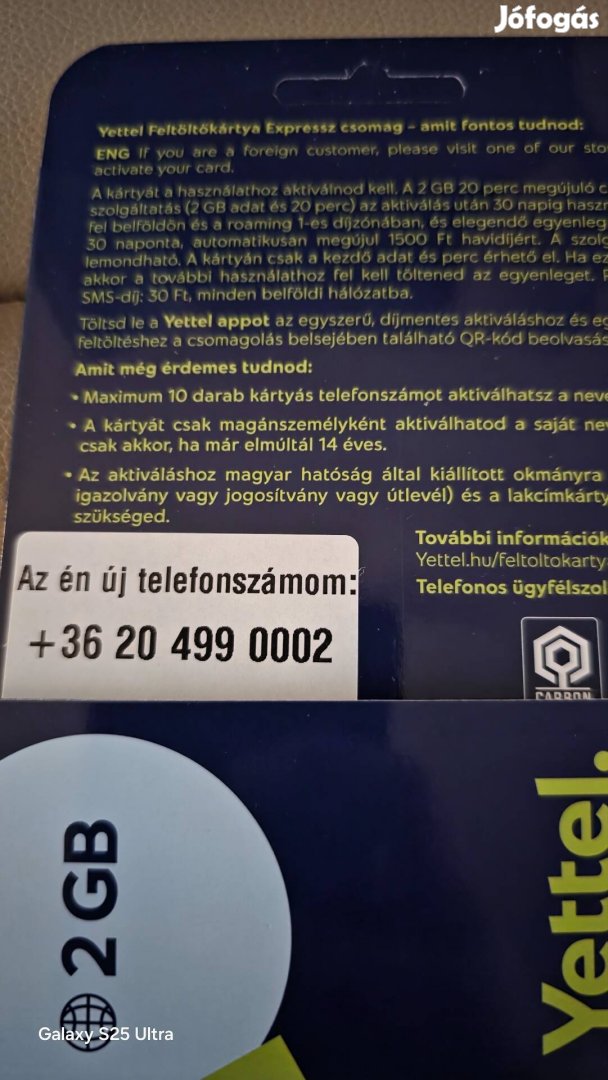 Jófogás
Yettel Feltöltőkártya Expressz csomag – amit fontos tudnod:
ENG If you are a foreign customer, please visit one of our sto
activate your card.
A kártyát a használathoz aktiválnod kell. A 2 GB 20 perc megújuló
szolgáltatás (2 GB adat és 20 perc) az aktiválás után 30 napig hasz
fel belföldön és a roaming 1-es díjzónában, és elegendő egyenleg
30 naponta, automatikusan megújul 1500 Ft havidíjért. A szol
lemondható. A kártyán csak a kezdő adat és perc érhető el. Ha ez
akkor a további használathoz fel kell töltened az egyenleget.
SMS-díj: 30 Ft, minden belföldi hálózatba.
Töltsd le a Yettel appot az egyszerű, díjmentes aktiváláshoz és eg
feltöltéshez a csomagolás belsejében található QR-kód beolvasás
Amit még érdemes tudnod:
• Maximum 10 darab kártyás telefonszámot aktiválhatsz a neve
• A kártyát csak magánszemélyként aktiválhatod a saját nev
csak akkor, ha már elmúltál 14 éves.
• Az aktiváláshoz magyar hatóság által kiállított okmányra
igazolvány vagy jogosítvány vagy útlevél) és a lakcímkárty
szükséged.
További információk
Yettel.hu/feltoltokarty
Telefonos ügyfélszol
Az én új telefonszámom:
+36 20 499 0002
CARBON
2 GB
Yettel.
Galaxy S25 Ultra